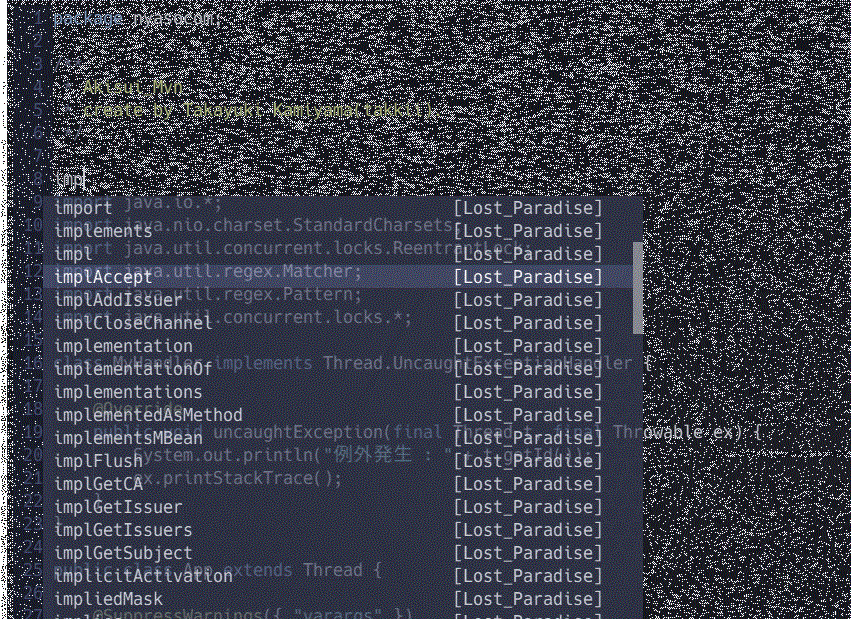 1 package
2
3
4
5 create by Takayuki Kamiyama
6
7
8 imp
import [Lost_Paradise]
implements [Lost_Paradise]
impl [Lost_Paradise]
implAccept [Lost_Paradise]
implAddIssuer [Lost_Paradise]
implCloseChannel [Lost_Paradise]
implementation [Lost_Paradise]
implementationOf [Lost_Paradise]
implementations [Lost_Paradise]
implementedAsMethod [Lost_Paradise]
implementsMBean [Lost_Paradise]
implFlush [Lost_Paradise]
implGetCA [Lost_Paradise]
implGetIssuer [Lost_Paradise]
implGetIssuers [Lost_Paradise]
implGetSubject [Lost_Paradise]
implicitActivation [Lost_Paradise]
impliedMask [Lost_Paradise]
9 import java.io.*;
10 import java.nio.charset.StandardCharsets;
11 import java.util.concurrent.locks.ReentrantLock;
12 import java.util.regex.Matcher;
13 import java.util.regex.Pattern;
14 import java.util.concurrent.locks.*;
15
16 class MyHandler implements Thread.UncaughtExceptionHandler {
17
18 @Override
19 public void uncaughtException(final Thread t, final Throwable ex) {
20 System.out.println("例外発生 : " + t.getId());
21 ex.printStackTrace();
22 }
23 }
24
25 public class App extends Thread {
26
27 @SuppressWarnings({ "varargs" })